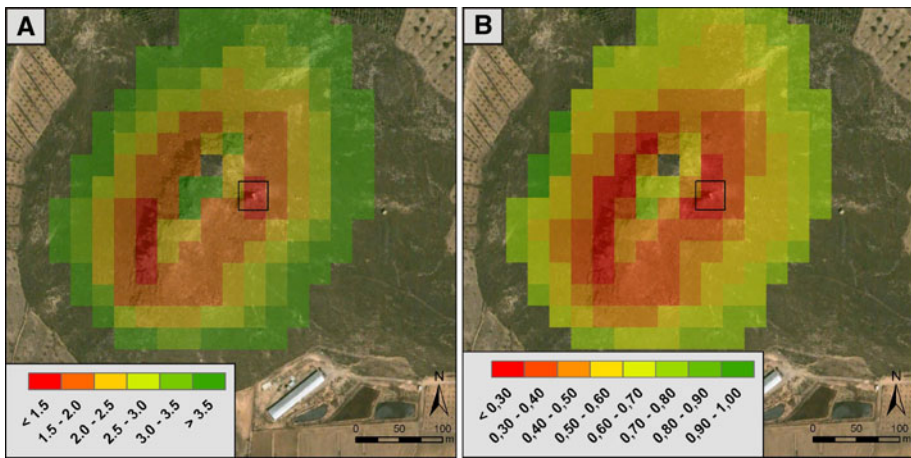 A
< 1.5
1.5 - 2.0
2.0 - 2.5
2.5 - 3.0
3.0 - 3.5
> 3.5
N
0
50
100
m
B
< 0,30
0,30 - 0,40
0,40 - 0,50
0,50 - 0,60
0,60 - 0,70
0,70 - 0,80
0,80 - 0,90
0,90 - 1,00
N
0
50
100
m